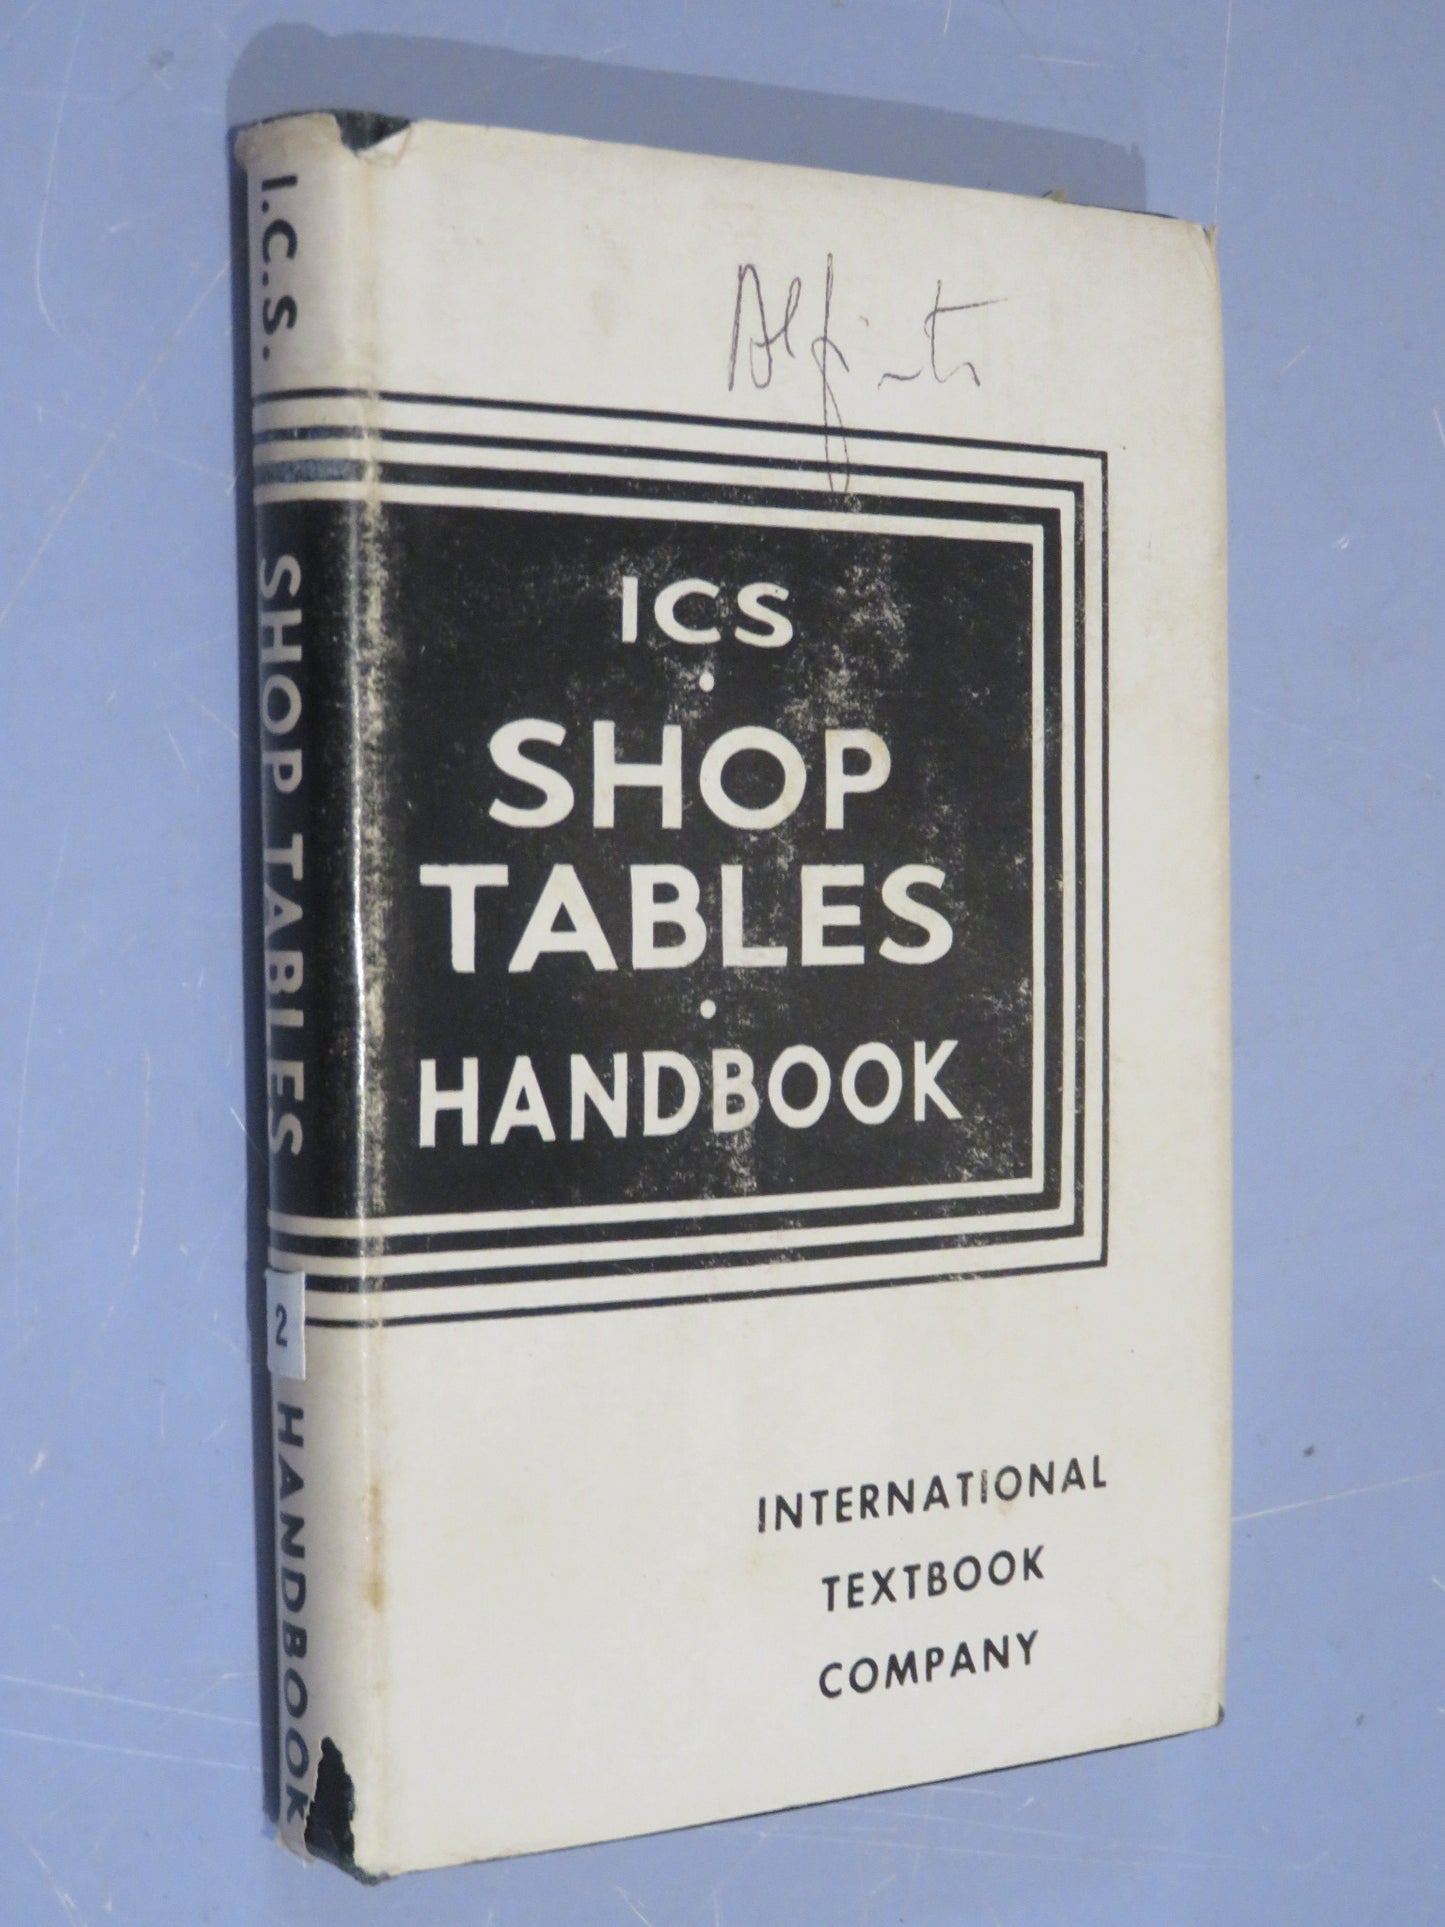 I.C.S. SHOP TABLES HANDBOOK
2
ICS
SHOP
TABLES
HANDBOOK
INTERNATIONAL
TEXTBOOK
COMPANY